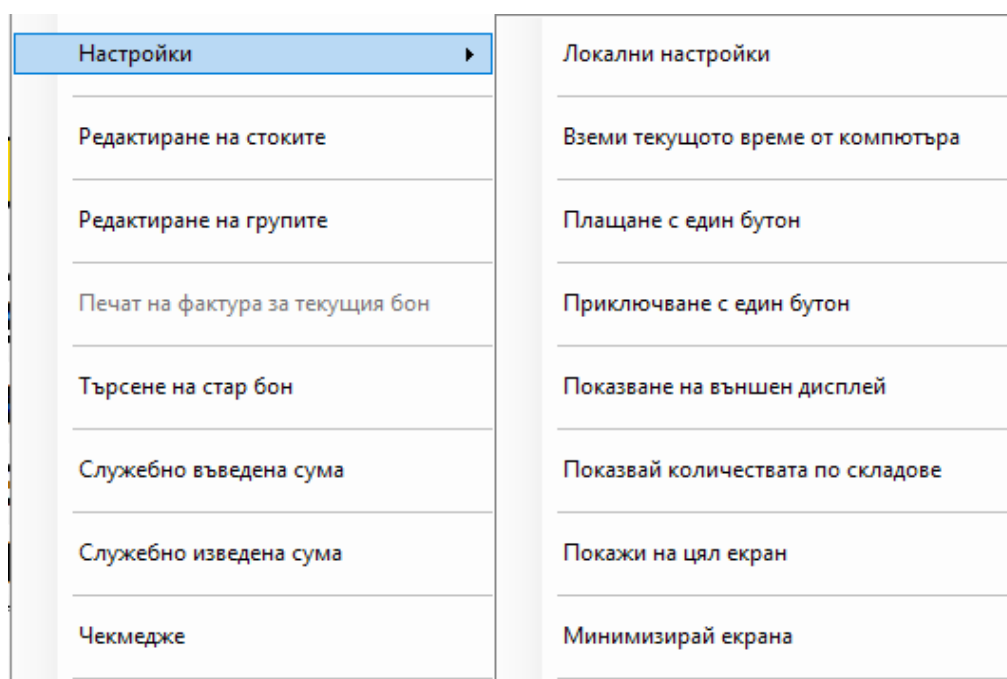 Настройки
Редактиране на стоките
Редактиране на групите
Печат на фактура за текущия бон
Търсене на стар бон
Служебно въведена сума
Служебно изведена сума
Чекмедже
Локални настройки
Вземи текущото време от компютъра
Плащане с един бутон
Приключване с един бутон
Показване на външен дисплей
Показвай количествата по складове
Покажи на цял екран
Минимизирай екрана